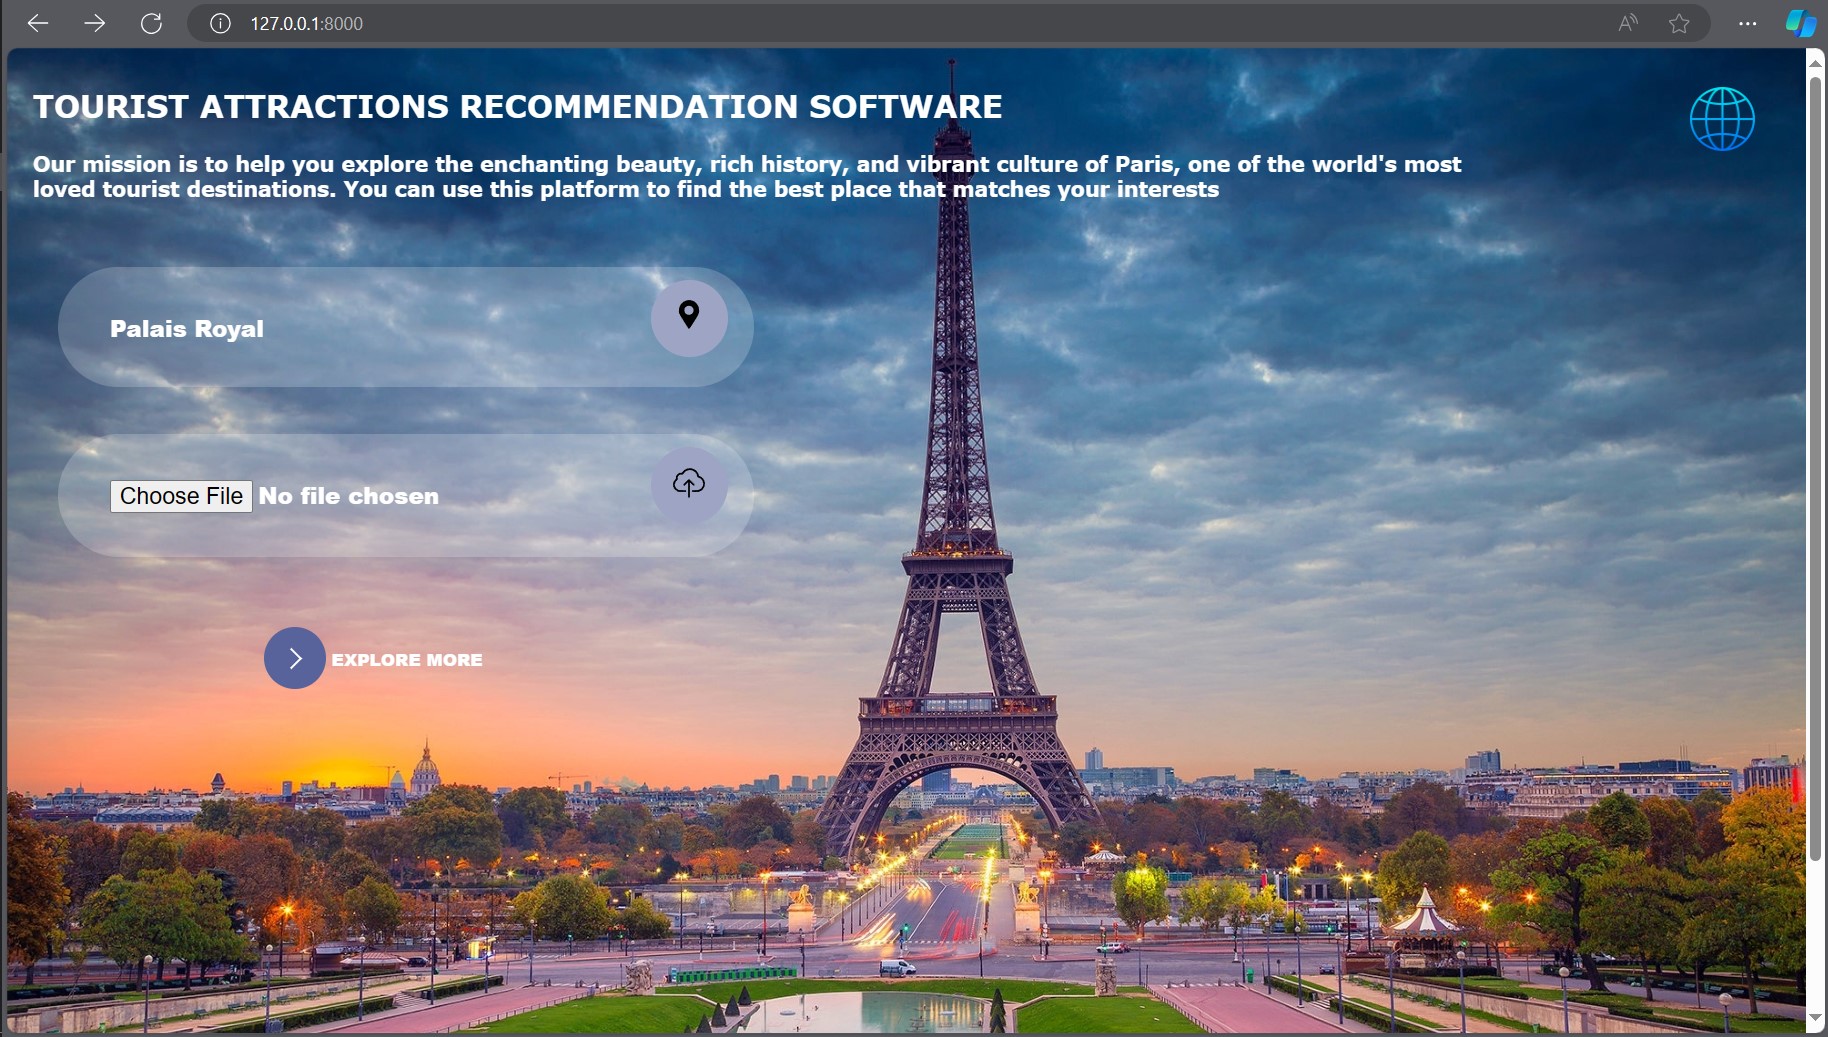 127.0.0.1:8000
TOURIST ATTRACTIONS RECOMMENDATION SOFTWARE
Our mission is to help you explore the enchanting beauty, rich history, and vibrant culture of Paris, one of the world's most
loved tourist destinations. You can use this platform to find the best place that matches your interests
Palais Royal
Choose File No file chosen
EXPLORE MORE